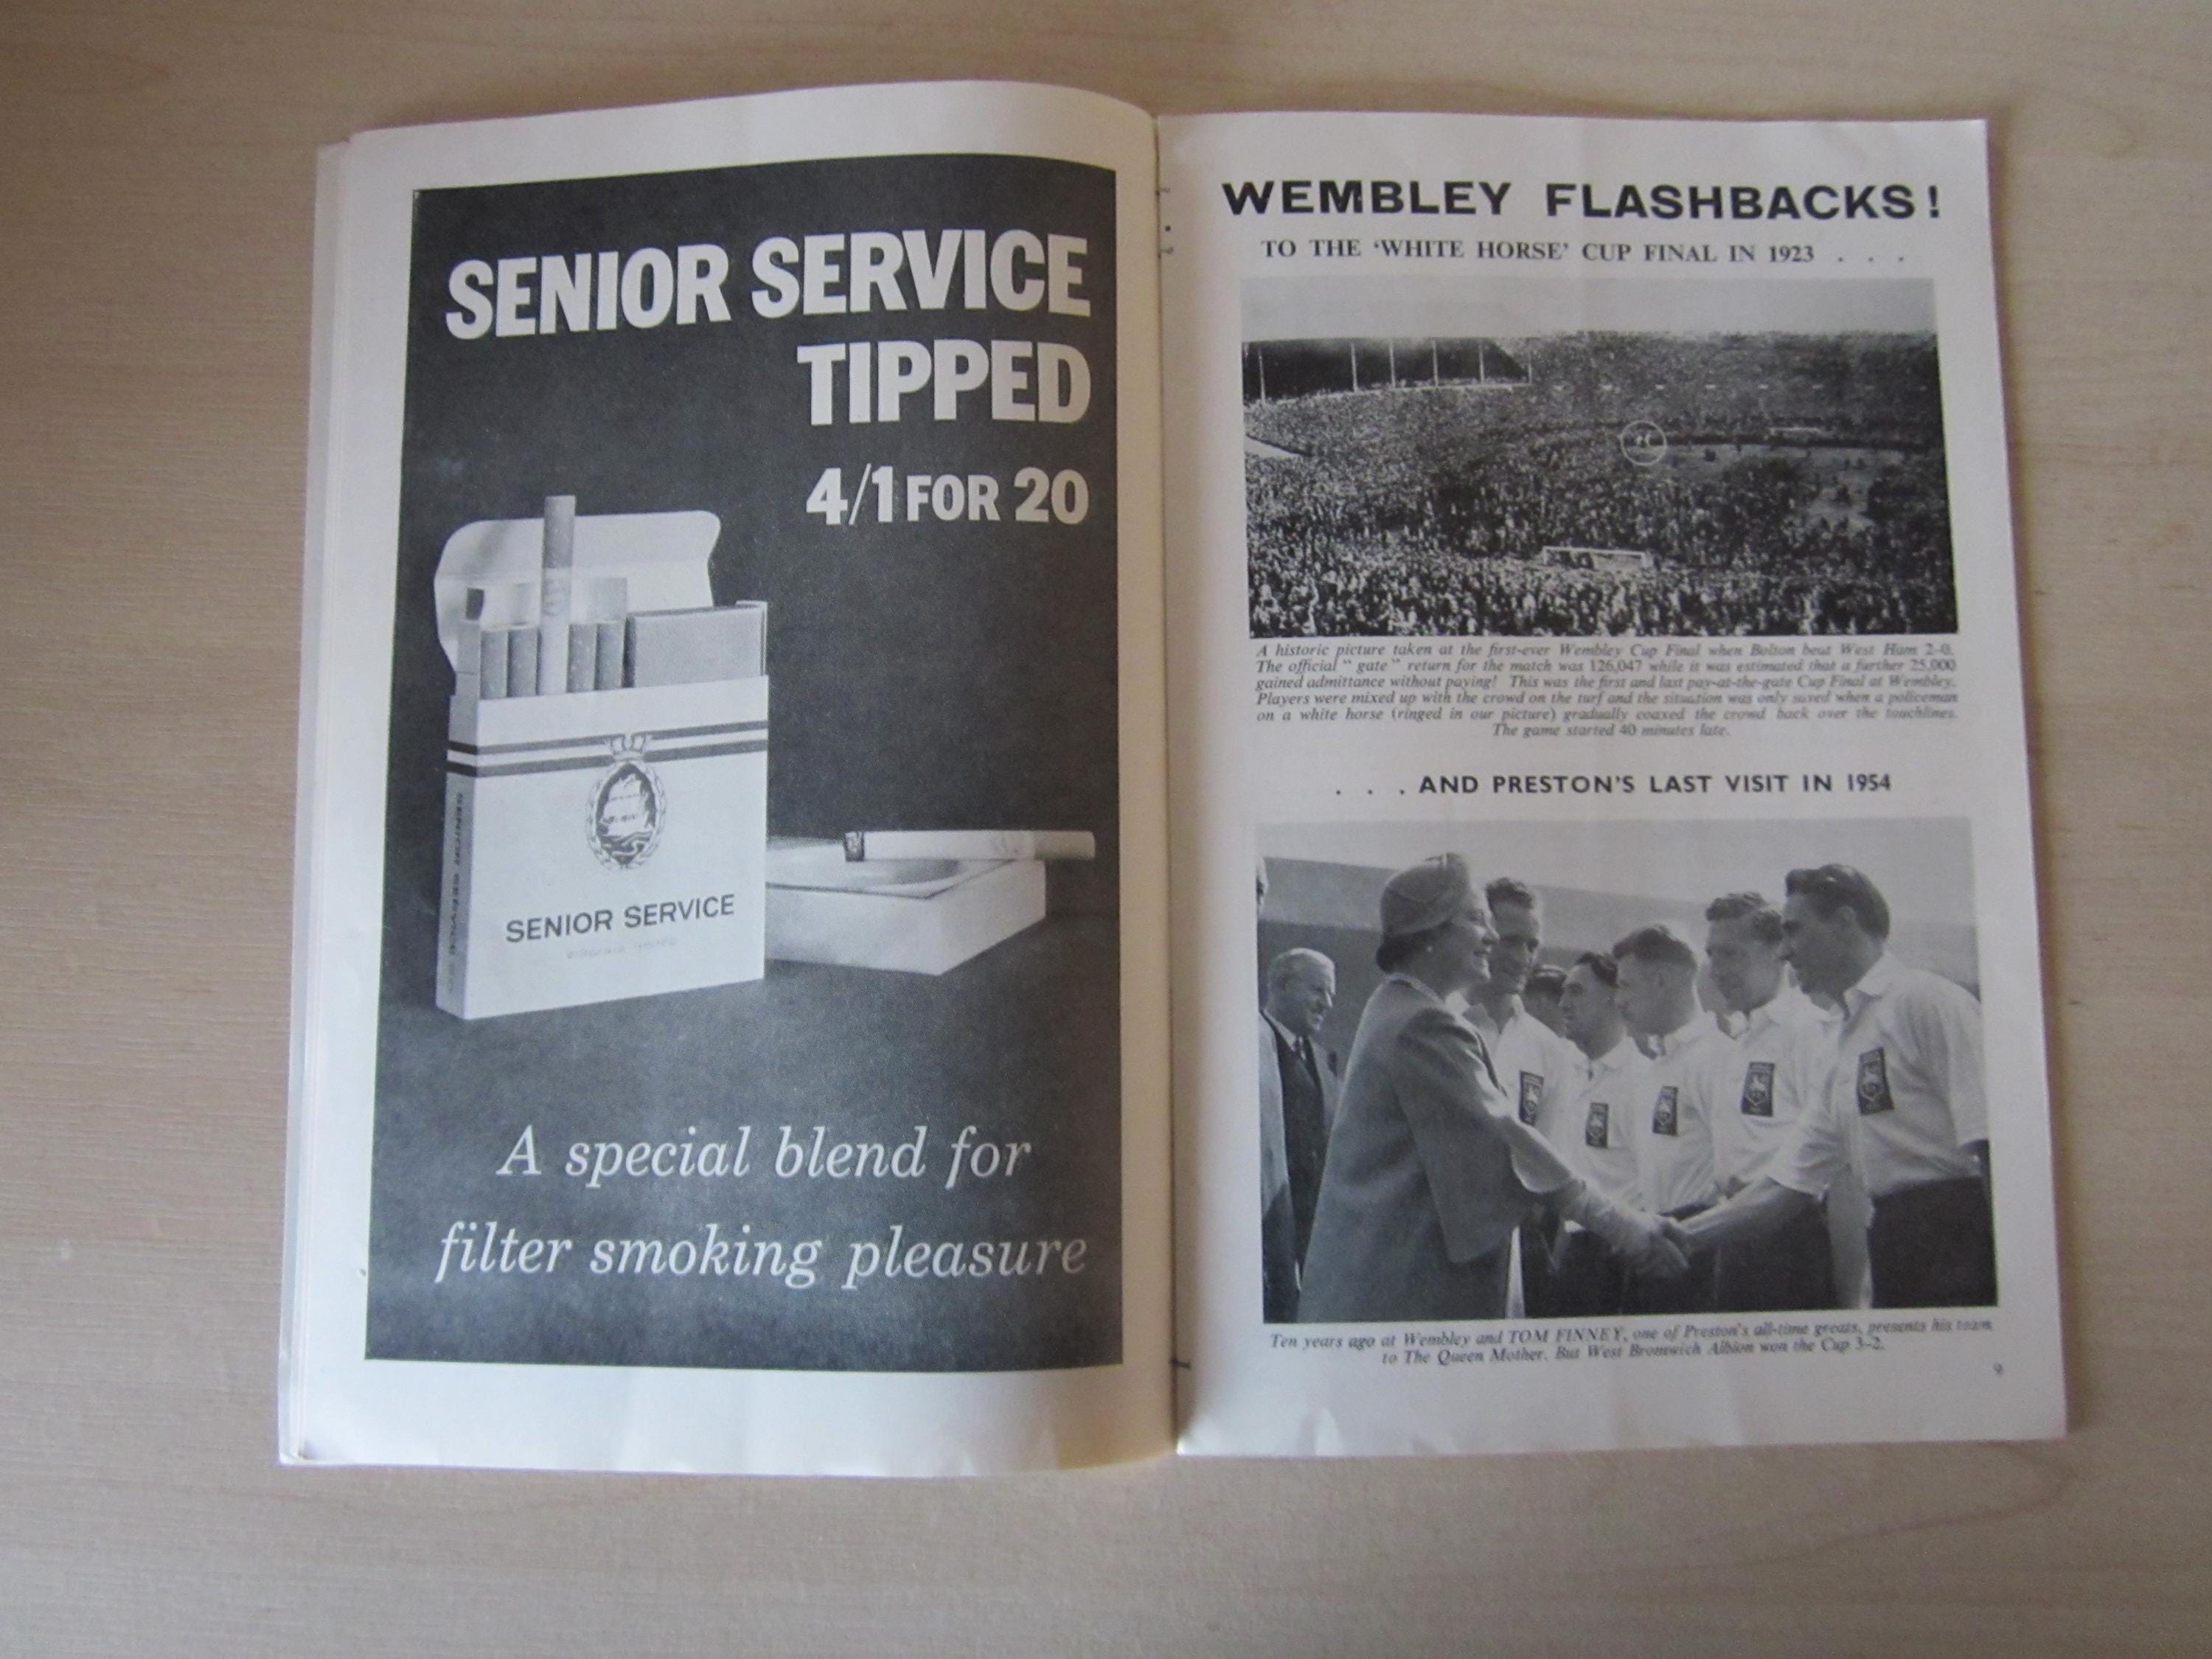 SENIOR SERVICE
TIPPED
4/1 FOR 20
SENIOR SERVICE
SENIOR SERVICE
A special blend for
filter smoking pleasure
WEMBLEY FLASHBACKS!
TO THE ‘WHITE HORSE’ CUP FINAL IN 1923 . . .
A historic picture taken at the first-ever Wembley Cup Final when Bolton beat West Ham 2-0.
The official “ gate ” return for the match was 126,047 while it was estimated that a further 25,000
gained admittance without paying! This was the first and last pay-at-the-gate Cup Final at Wembley.
Players were mixed up with the crowd on the turf and the situation was only saved when a policeman
on a white horse (ringed in our picture) gradually coaxed the crowd back over the touchlines.
The game started 40 minutes late.
. . . AND PRESTON'S LAST VISIT IN 1954
Ten years ago at Wembley and TOM FINNEY, one of Preston's all-time greats, presents his team
to The Queen Mother. But West Bromwich Albion won the Cup 3-2.
9